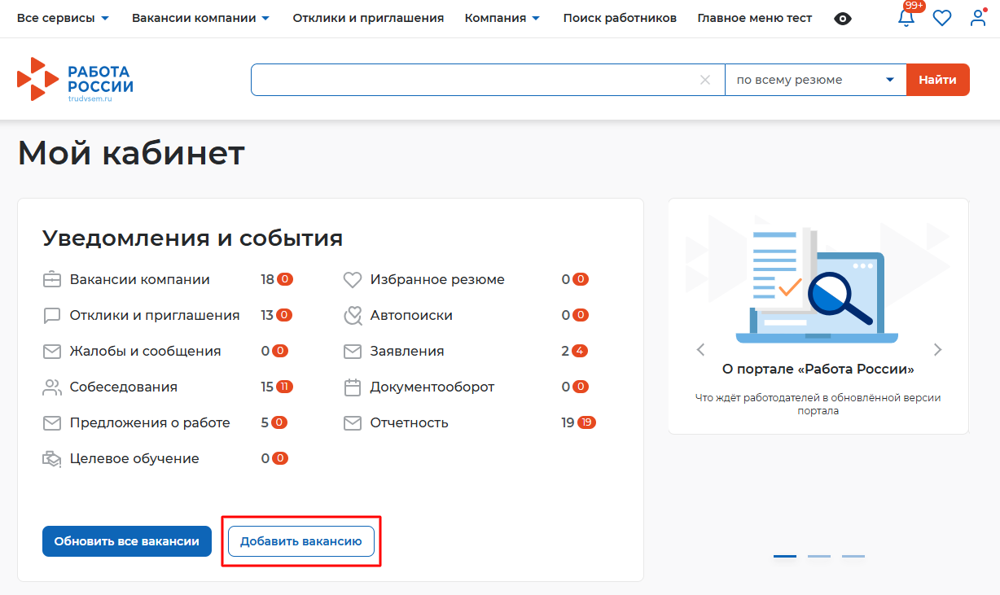 Все сервисы Вакансии компании Отклики и приглашения Компания Поиск работников Главное меню тест 99+
РАБОТА
РОССИИ
trudvsem.ru
по всему резюме Найти
Мой кабинет
Уведомления и события
Вакансии компании 18 0 Избранное резюме 0 0
Отклики и приглашения 13 0 Автопоиски 0 0
Жалобы и сообщения 0 0 Заявления 2 4
Собеседования 15 11 Документооборот 0 0
Предложения о работе 5 0 Отчетность 19 19
Целевое обучение 0 0
Обновить все вакансии Добавить вакансию
О портале «Работа России»
Что ждёт работодателей в обновлённой версии
портала